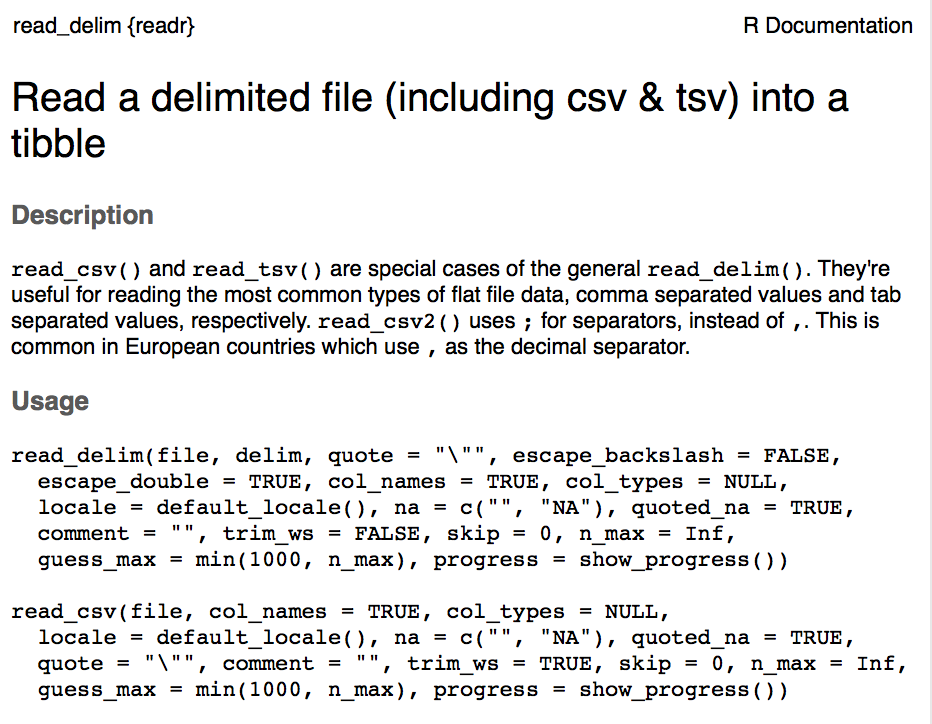 read_delim {readr} R Documentation
Read a delimited file (including csv & tsv) into a
tibble
Description
read_csv() and read_tsv() are special cases of the general read_delim(). They're
useful for reading the most common types of flat file data, comma separated values and tab
separated values, respectively. read_csv2() uses ; for separators, instead of ,. This is
common in European countries which use , as the decimal separator.
Usage
read_delim(file, delim, quote = "\"", escape_backslash = FALSE,
  escape_double = TRUE, col_names = TRUE, col_types = NULL,
  locale = default_locale(), na = c("", "NA"), quoted_na = TRUE,
  comment = "", trim_ws = FALSE, skip = 0, n_max = Inf,
  guess_max = min(1000, n_max), progress = show_progress())
read_csv(file, col_names = TRUE, col_types = NULL,
  locale = default_locale(), na = c("", "NA"), quoted_na = TRUE,
  quote = "\"", comment = "", trim_ws = TRUE, skip = 0, n_max = Inf,
  guess_max = min(1000, n_max), progress = show_progress())